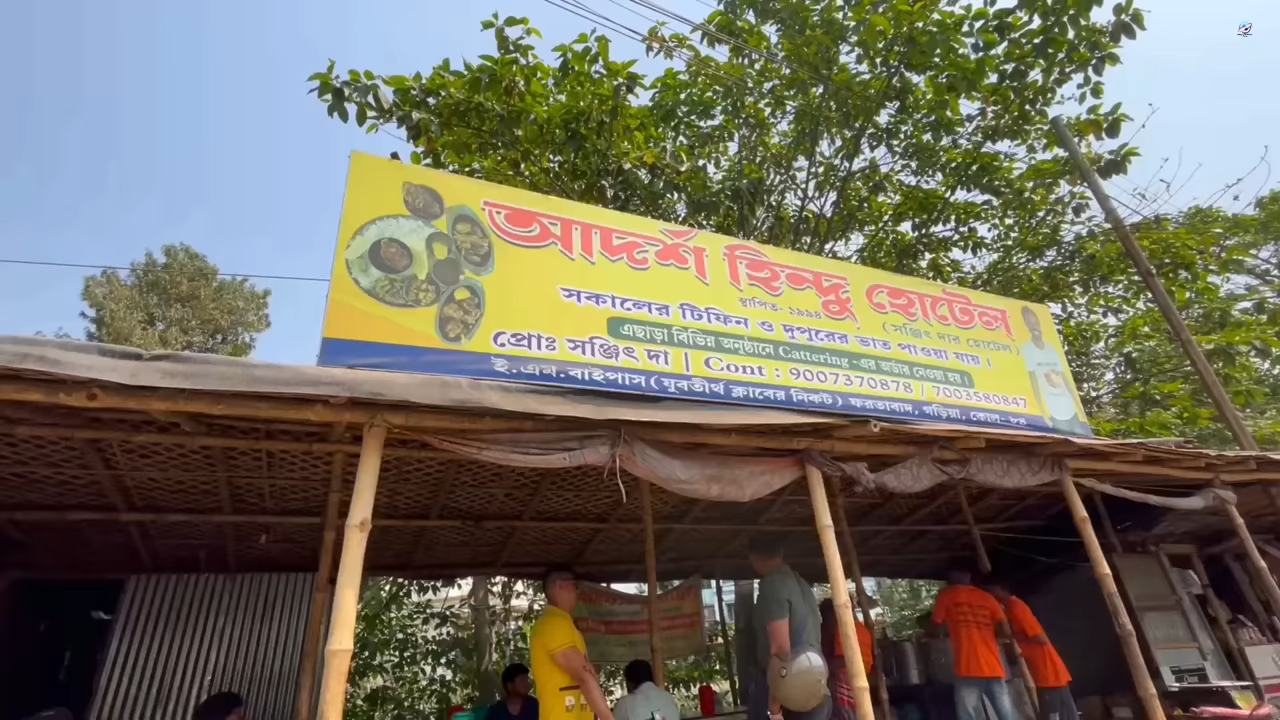 আদর্শ হিন্দু হোটেল
স্থাপিত- ১৯৯৪
(সঞ্জিৎ দার হোটেল)
সকালের টিফিন ও দুপুরের ভাত পাওয়া যায়।
এছাড়া বিভিন্ন অনুষ্ঠানে Cattering -এর অর্ডার নেওয়া হয়।
প্রোঃ সঞ্জিৎ দা | Cont : 9007370878 / 7003580847
ই.এম.বাইপাস (যুবতীর্থ ক্লাবের নিকট) ফরতাবাদ, গড়িয়া, কোল- ৮৪